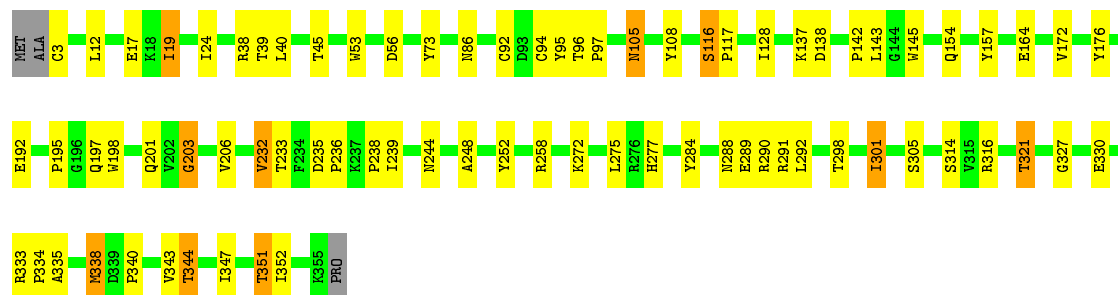 MET ALA C3 L12 E17 K18 I19 I24 R38 T39 L40 T45 W53 D56 Y73 N86 C92 D93 C94 Y95 T96 P97 N105 Y108 S116 P117 I128 K137 D138 P142 L143 G144 W145 Q154 Y157 E164 V172 Y176
E192 P195 G196 Q197 W198 Q201 V202 G203 V206 V232 T233 F234 D235 P236 K237 P238 I239 N244 A248 Y252 R258 K272 L275 R276 H277 Y284 N288 E289 R290 R291 L292 T298 I301 S305 S314 V315 R316 T321 G327 E330
R333 P334 A335 M338 D339 P340 V343 T344 I347 T351 I352 K355 PRO